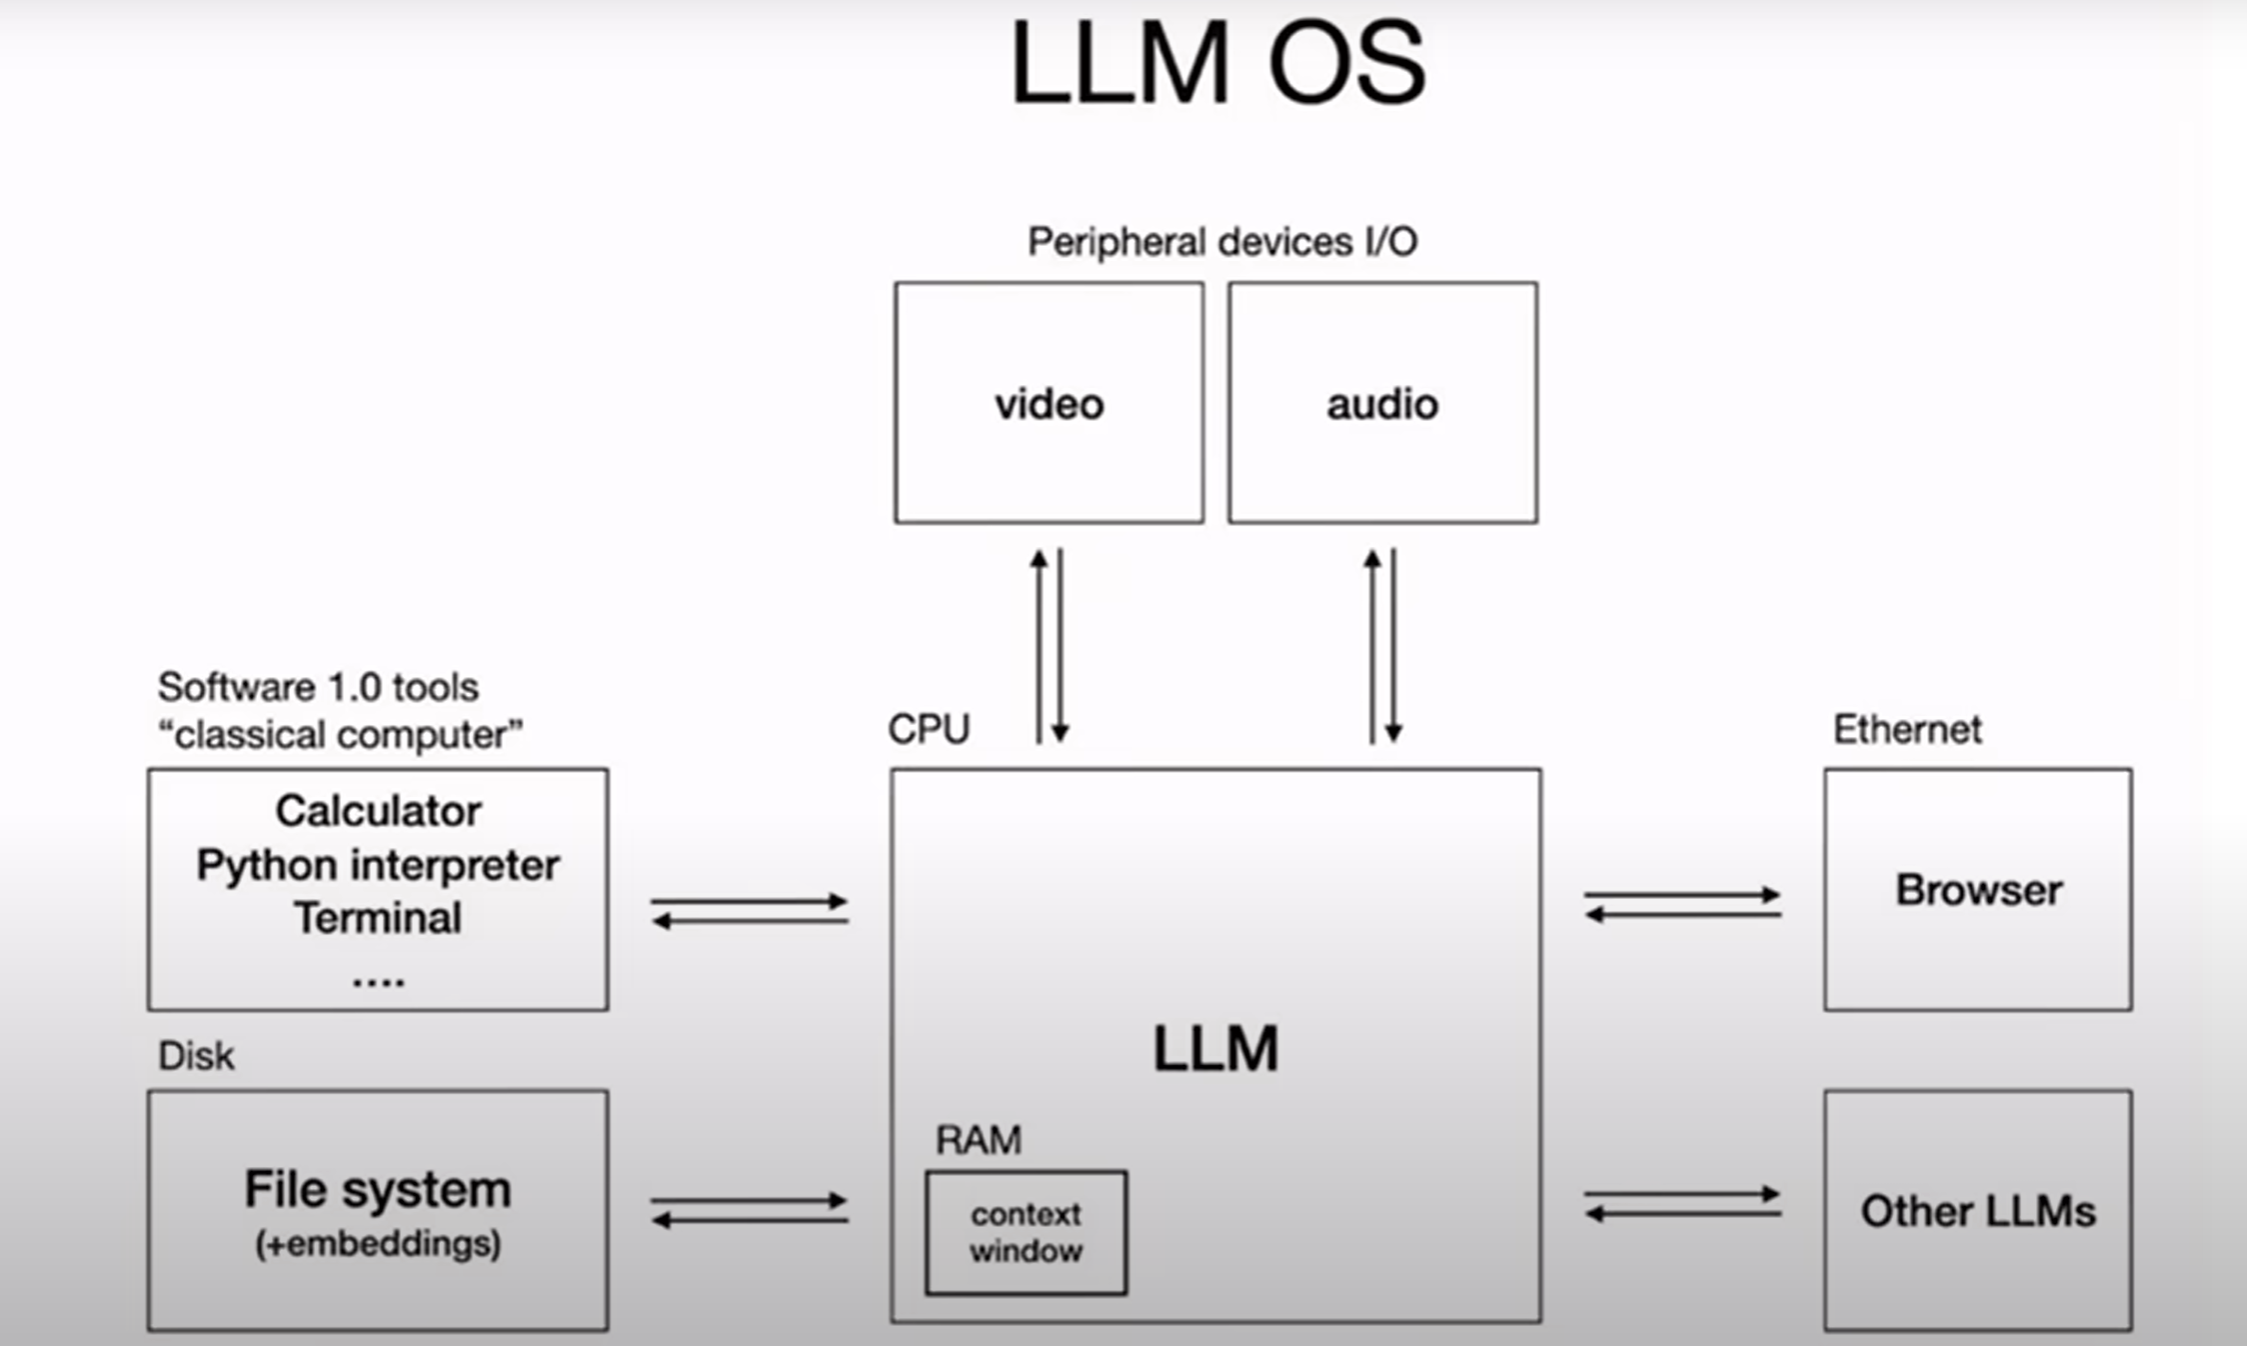 LLM OS
Peripheral devices I/O
video
audio
Software 1.0 tools
“classical computer”
CPU
Ethernet
Calculator
Python interpreter
Terminal
....
Browser
LLM
Disk
File system
(+embeddings)
RAM
context
window
Other LLMs